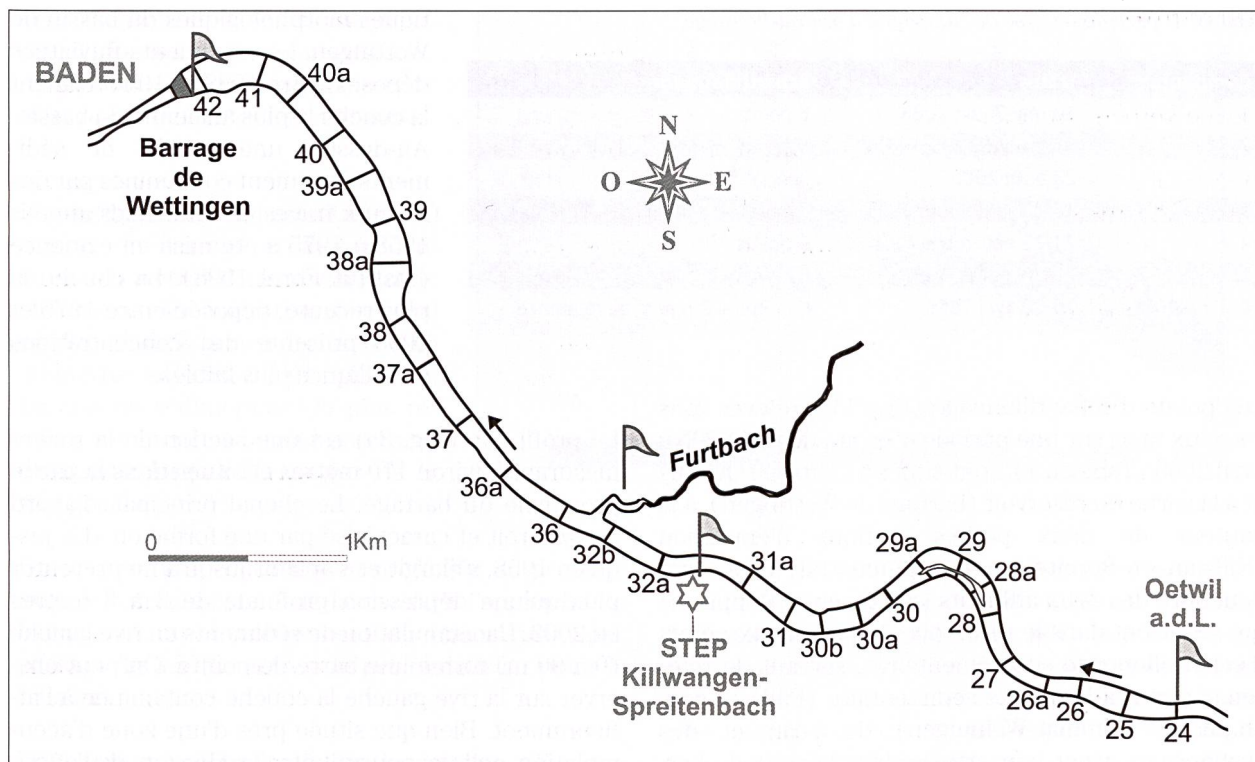 BADEN
42
41
40a
Barrage
de
Wettingen
40
39a
39
38a
38
37a
37
36a
36
32b
32a
N
O
E
S
Furtbach
0
1Km
31a
31
30b
30a
30
29a
29
28a
28
27
26a
26
25
24
STEP
Killwangen-
Spreitenbach
Oetwil
a.d.L.